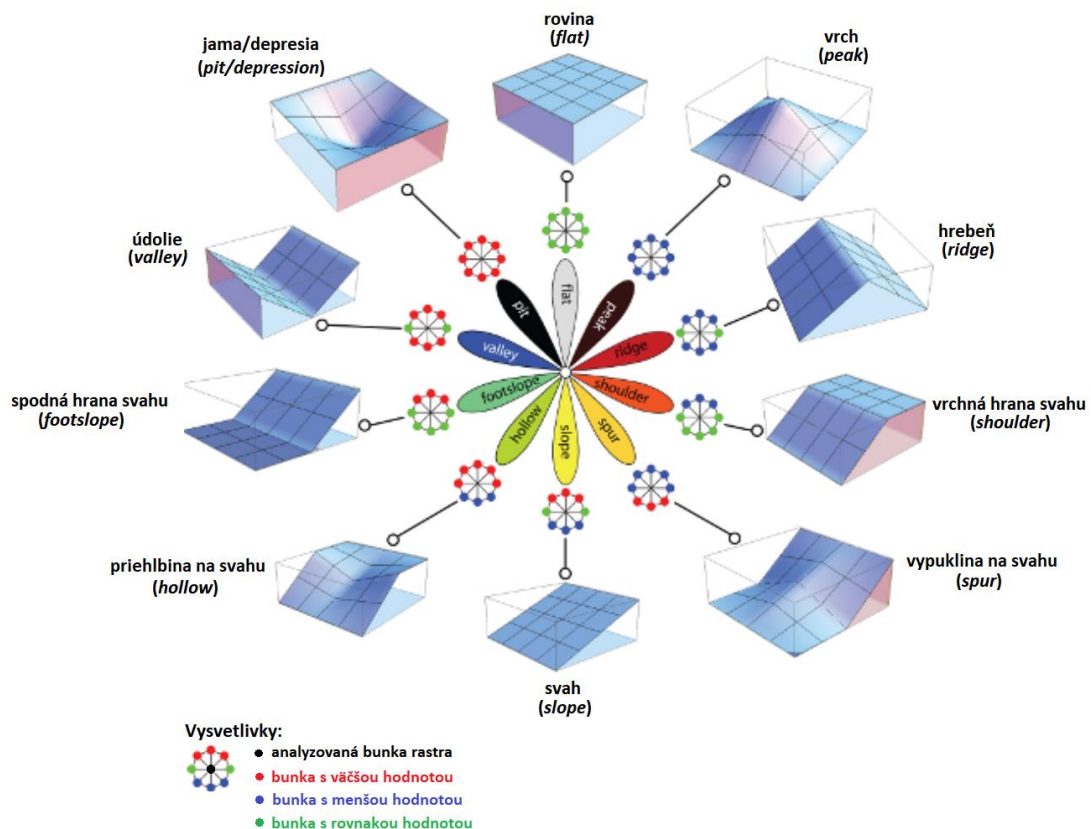 rovina
(flat)
jama/depresia
(pit/depression)
vrch
(peak)
údolie
(valley)
hrebeň
(ridge)
flat
pit
peak
valley
ridge
footslope
shoulder
hollow
slope
spur
spodná hrana svahu
(footslope)
vrchná hrana svahu
(shoulder)
priehlbina na svahu
(hollow)
vypuklina na svahu
(spur)
svah
(slope)
Vysvetlivky:
analyzovaná bunka rastra
bunka s väčšou hodnotou
bunka s menšou hodnotou
bunka s rovnakou hodnotou